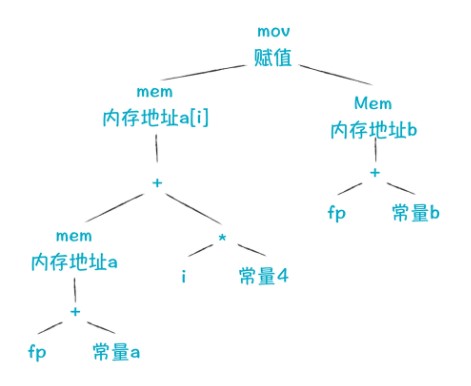 mov
赋值
mem
内存地址a[i]
Mem
内存地址b
+
+
fp
常量b
mem
内存地址a
*
i
常量4
+
fp
常量a